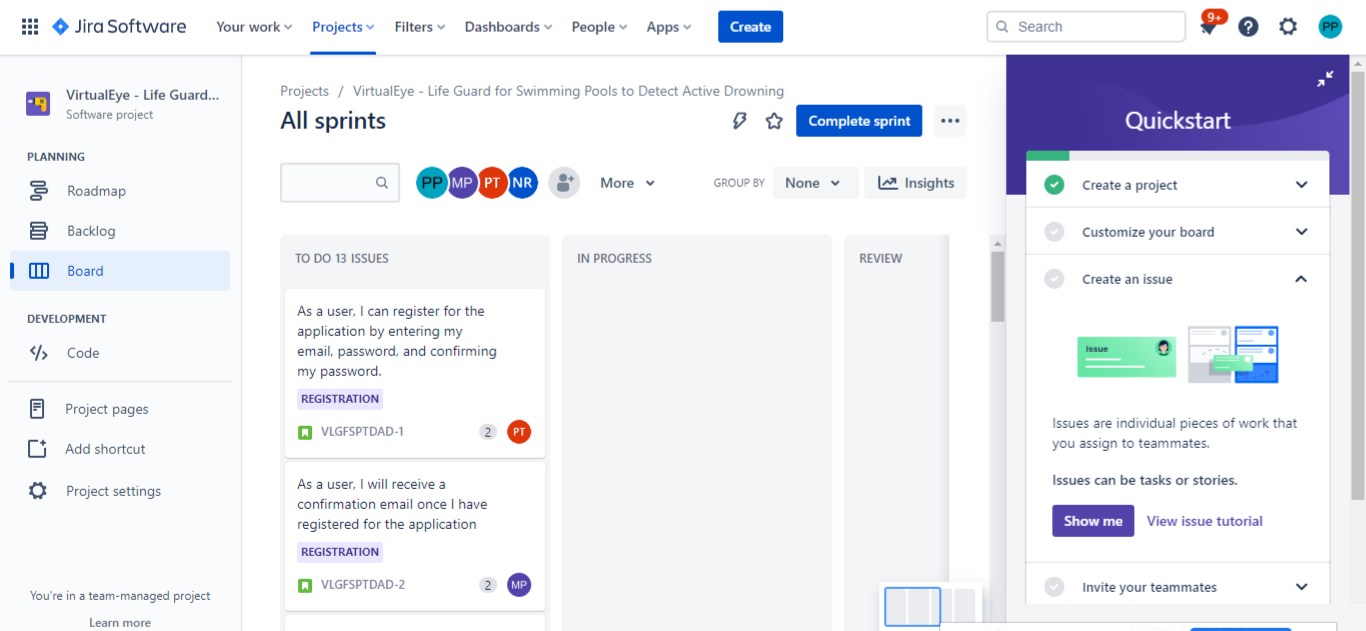 Jira Software
Your work
Projects
Filters
Dashboards
People
Apps
Create
Search
9+
PP
VirtualEye - Life Guard...
Software project
PLANNING
Roadmap
Backlog
Board
DEVELOPMENT
Code
Project pages
Add shortcut
Project settings
You're in a team-managed project
Learn more
Projects / VirtualEye - Life Guard for Swimming Pools to Detect Active Drowning
All sprints
Complete sprint
PP MP PT NR
More
GROUP BY
None
Insights
TO DO 13 ISSUES
As a user, I can register for the
application by entering my
email, password, and confirming
my password.
REGISTRATION
VLGFSPTDAD-1
2
PT
As a user, I will receive a
confirmation email once I have
registered for the application
REGISTRATION
VLGFSPTDAD-2
2
MP
IN PROGRESS
REVIEW
Quickstart
Create a project
Customize your board
Create an issue
Issue
Issues are individual pieces of work that
you assign to teammates.
Issues can be tasks or stories.
Show me
View issue tutorial
Invite your teammates